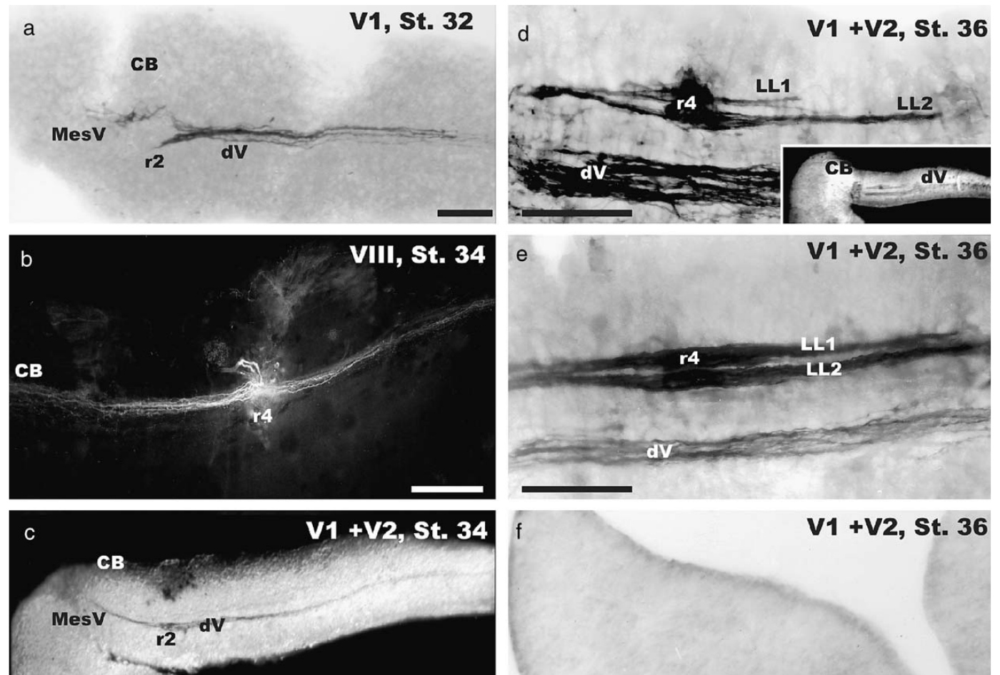 a
V1, St. 32
CB
MesV
r2
dV
b
VIII, St. 34
CB
r4
c
V1 +V2, St. 34
CB
MesV
r2
dV
d
V1 +V2, St. 36
r4
LL1
LL2
dV
CB
dV
e
V1 +V2, St. 36
LL1
r4
LL2
dV
f
V1 +V2, St. 36